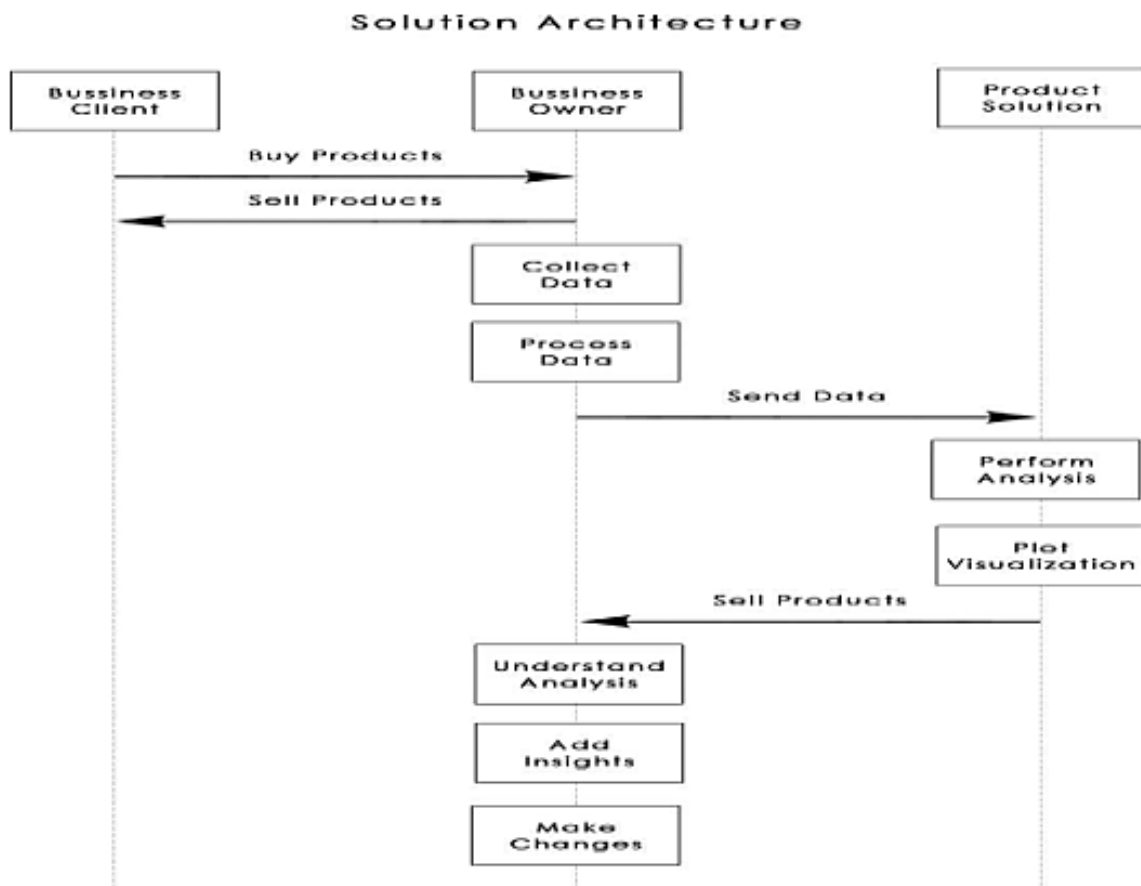 Solution Architecture
Bussiness
Client
Bussiness
Owner
Product
Solution
Buy Products
Sell Products
Collect
Data
Process
Data
Send Data
Perform
Analysis
Plot
Visualization
Sell Products
Understand
Analysis
Add
Insights
Make
Changes